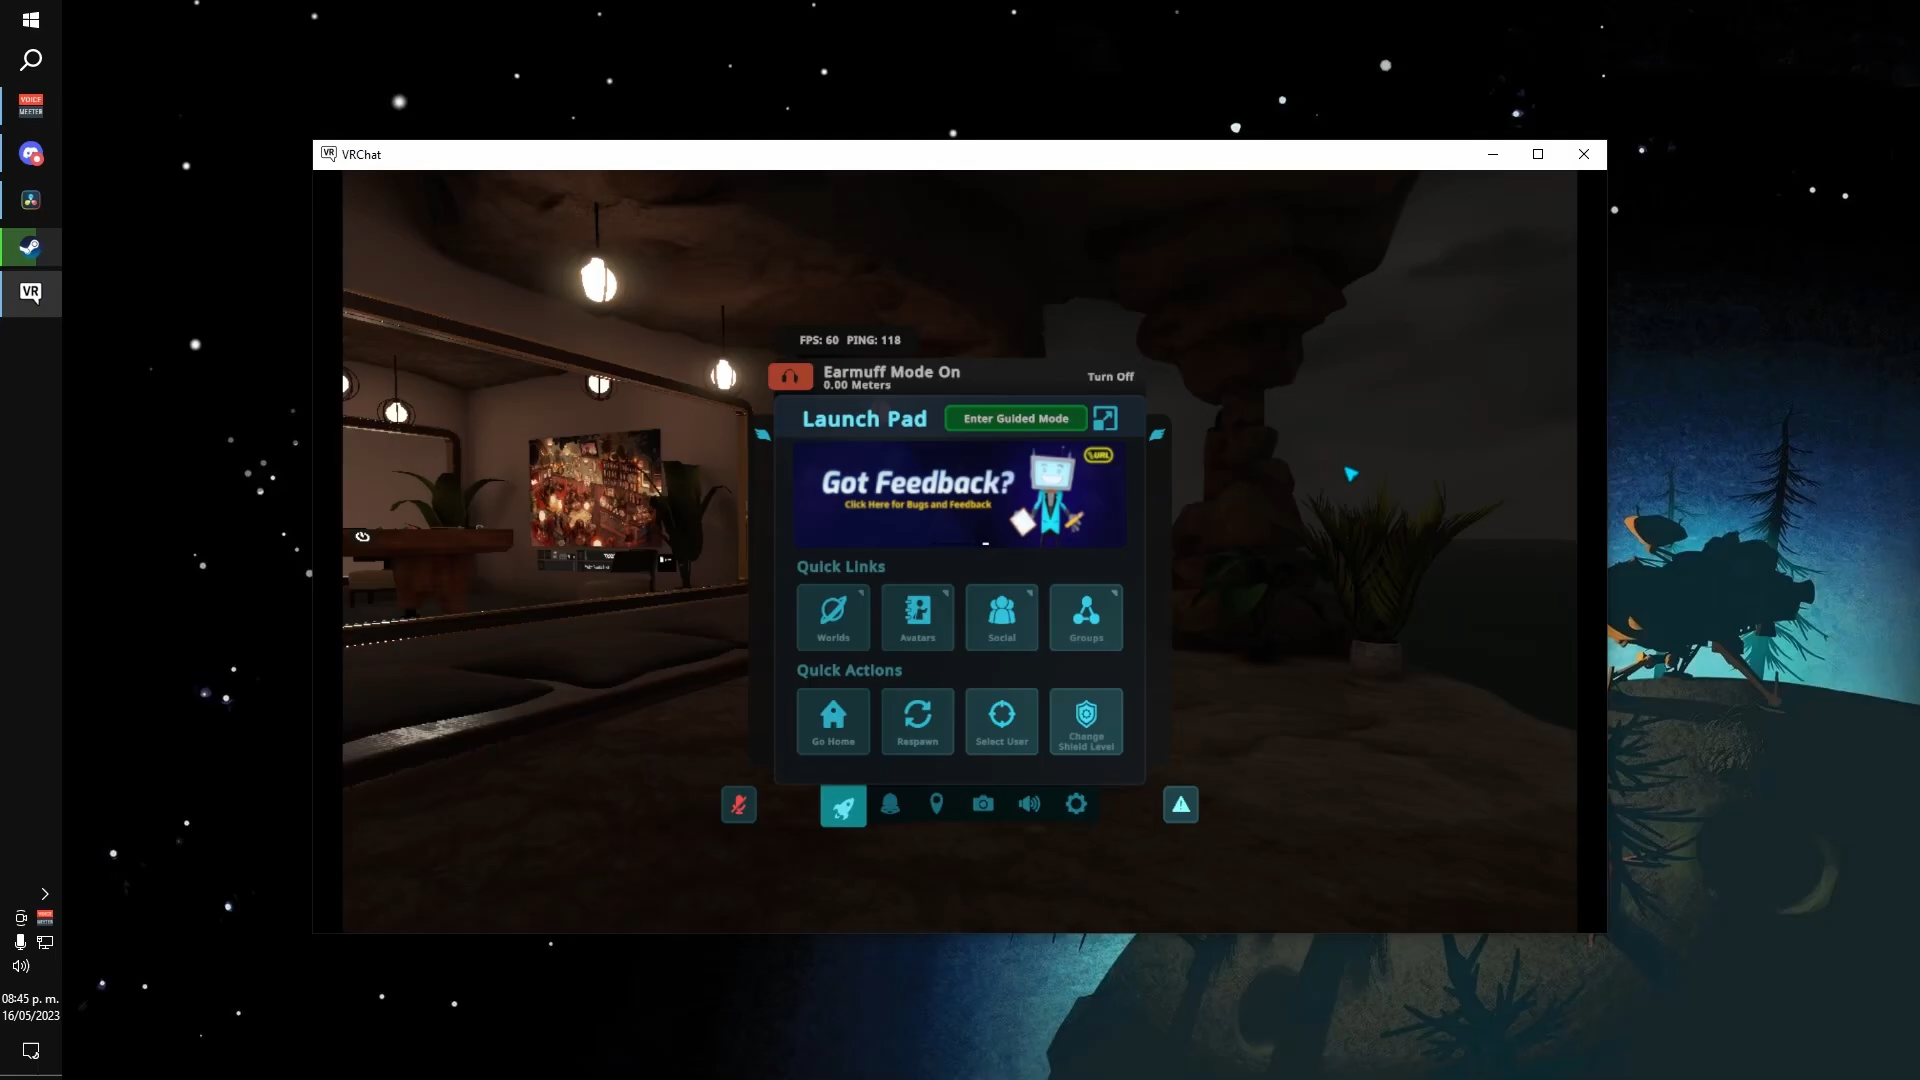 VOICE
MEETER
VR
VRChat
FPS: 60 PING: 118
Earmuff Mode On
0.00 Meters
Turn Off
Launch Pad
Enter Guided Mode
Got Feedback?
URL
Click Here for Bugs and Feedback
Quick Links
Worlds
Avatars
Social
Groups
Quick Actions
Go Home
Respawn
Select User
Change
Shield Level
VR
08:45 p. m.
16/05/2023